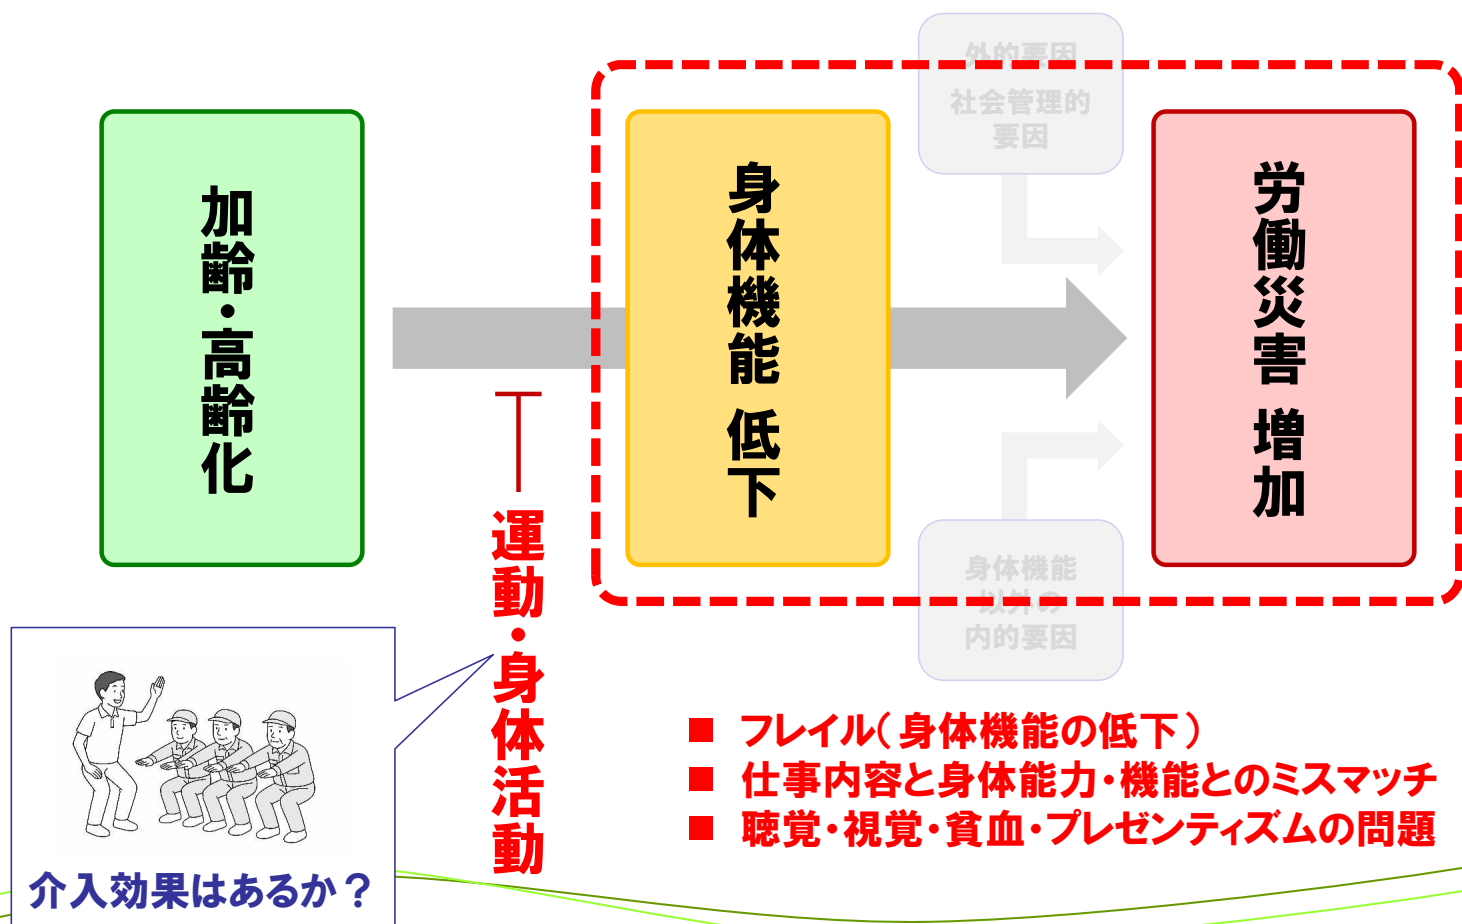 加齢・高齢化
身体機能 低下
外的要因
社会管理的
要因
労働災害 増加
身体機能
以外の
内的要因
運動・身体活動
介入効果はあるか？
■ フレイル（身体機能の低下）
■ 仕事内容と身体能力・機能とのミスマッチ
■ 聴覚・視覚・貧血・プレゼンティズムの問題